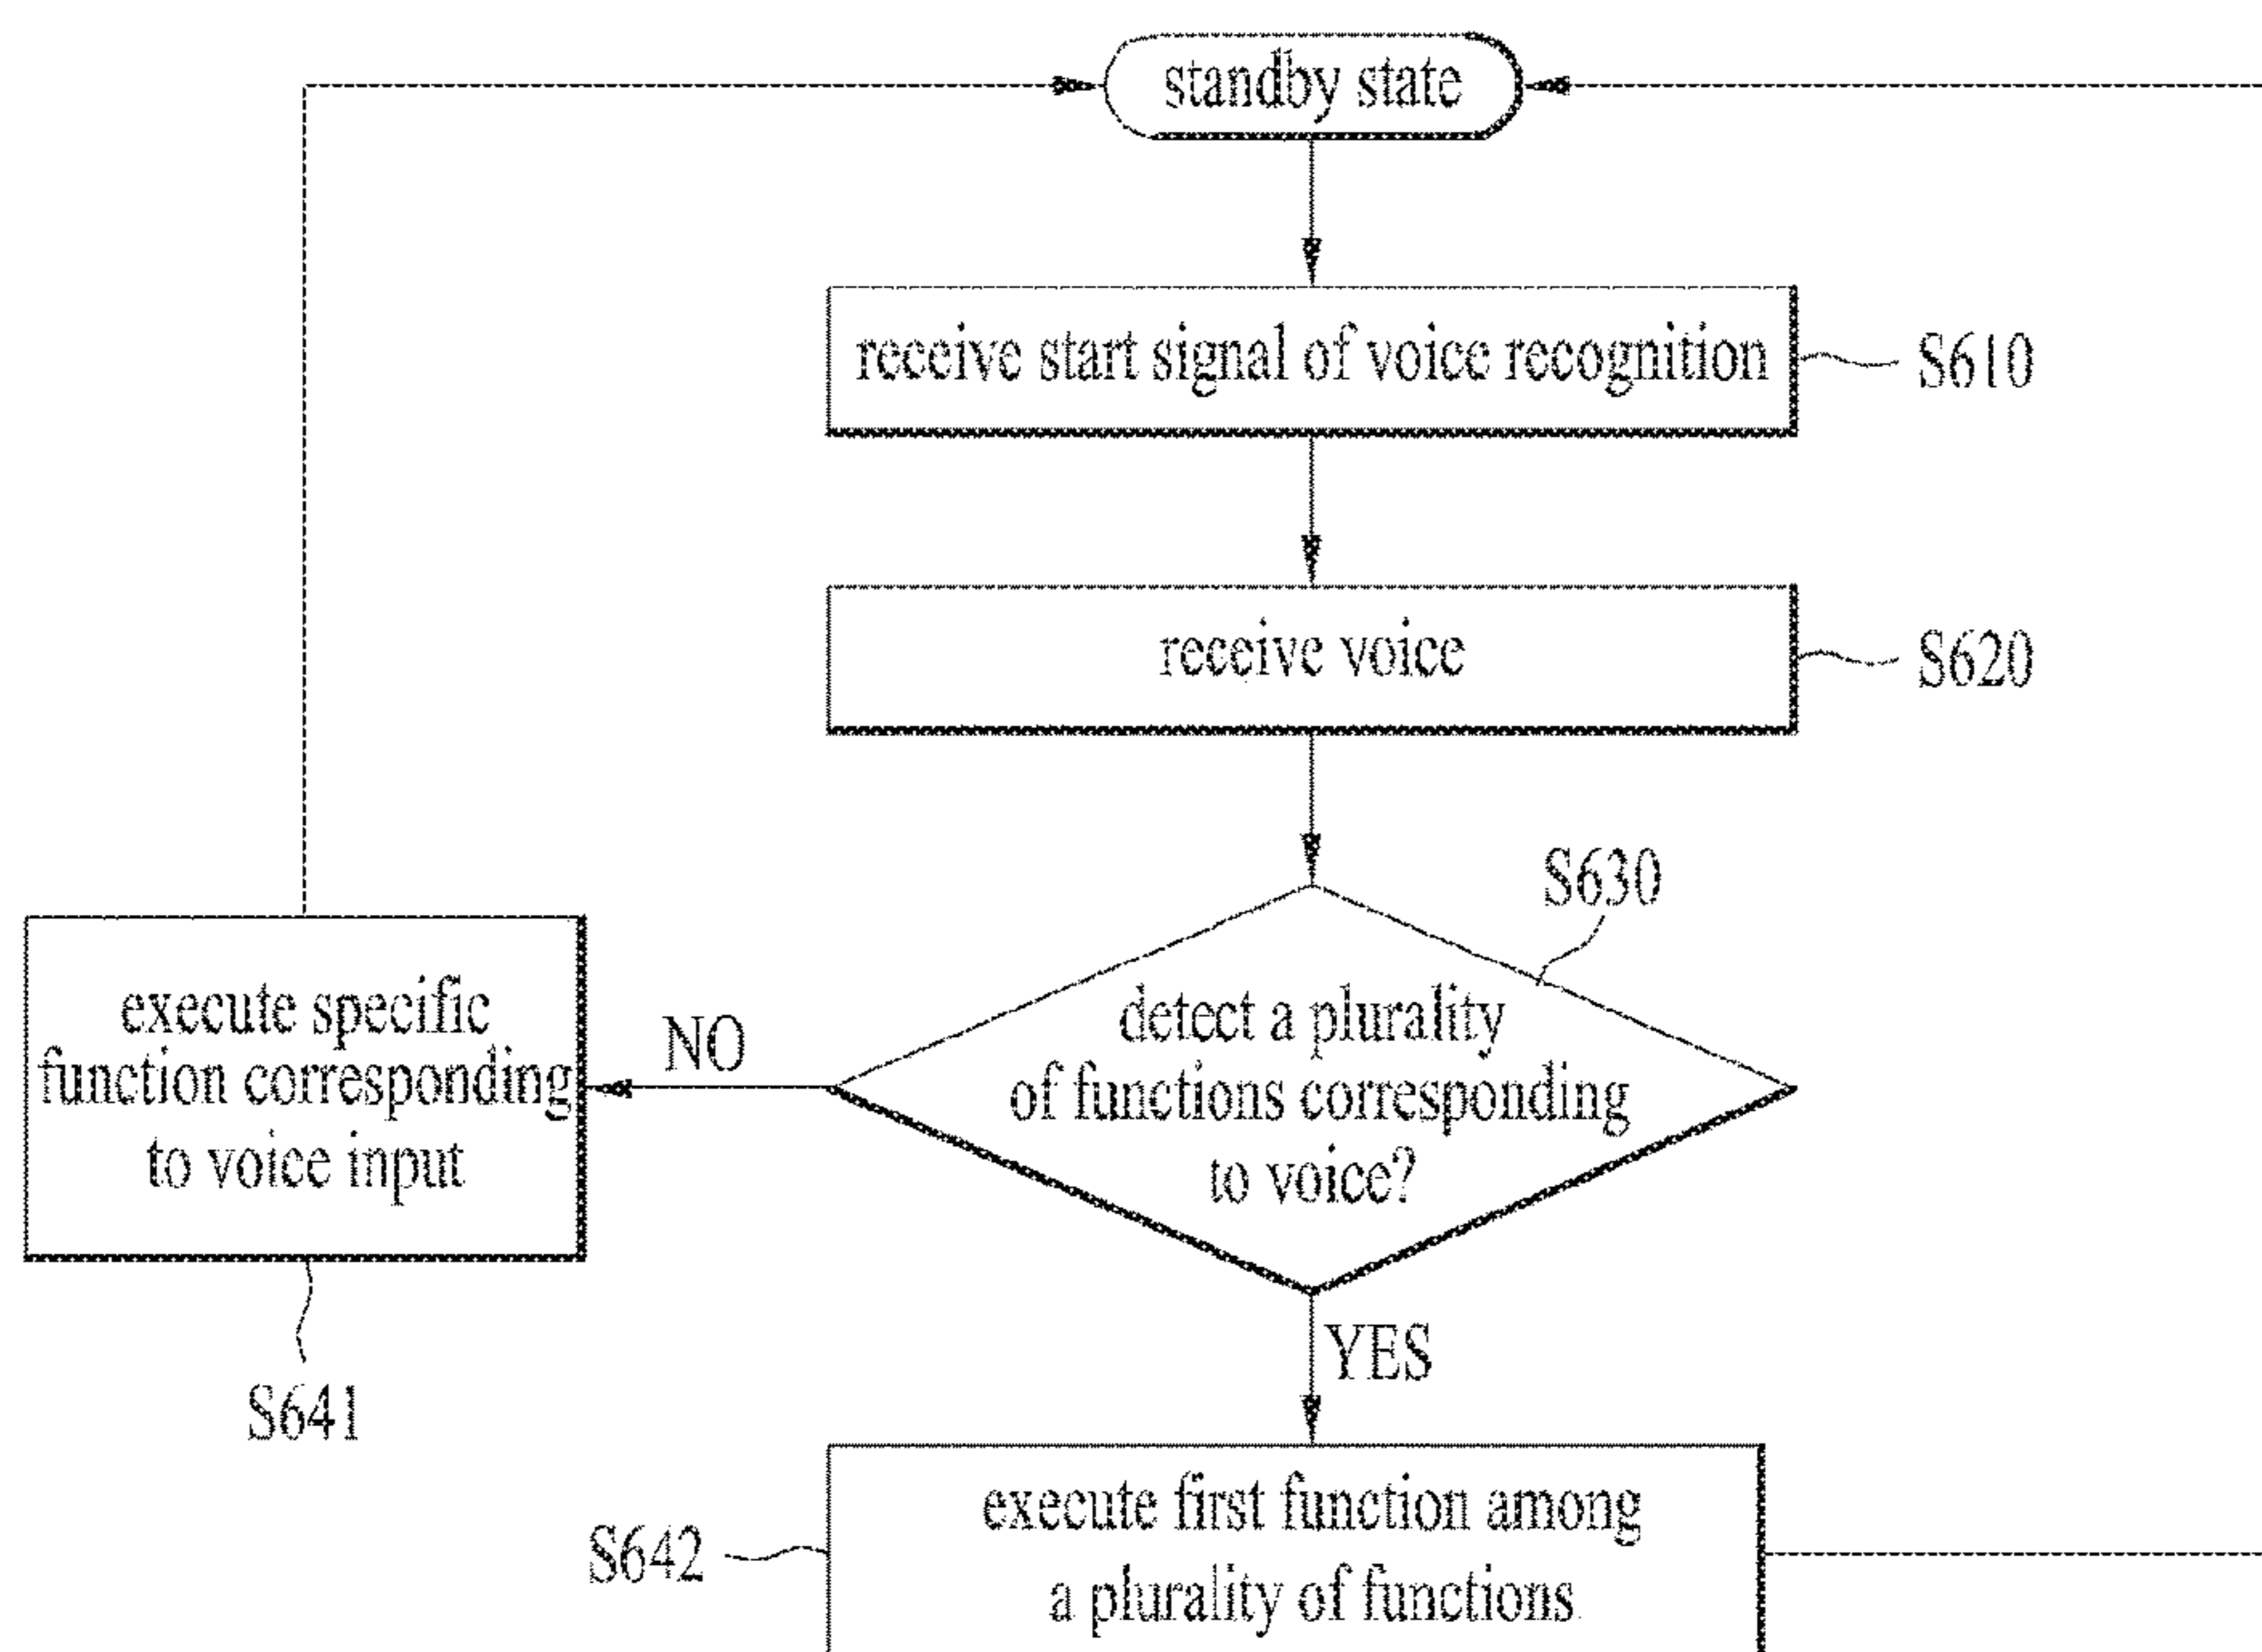 standby state
receive start signal of voice recognition
S610
receive voice
S620
S630
detect a plurality
of functions corresponding
to voice?
NO
execute specific
function corresponding
to voice input
S641
YES
execute first function among
a plurality of functions
S642